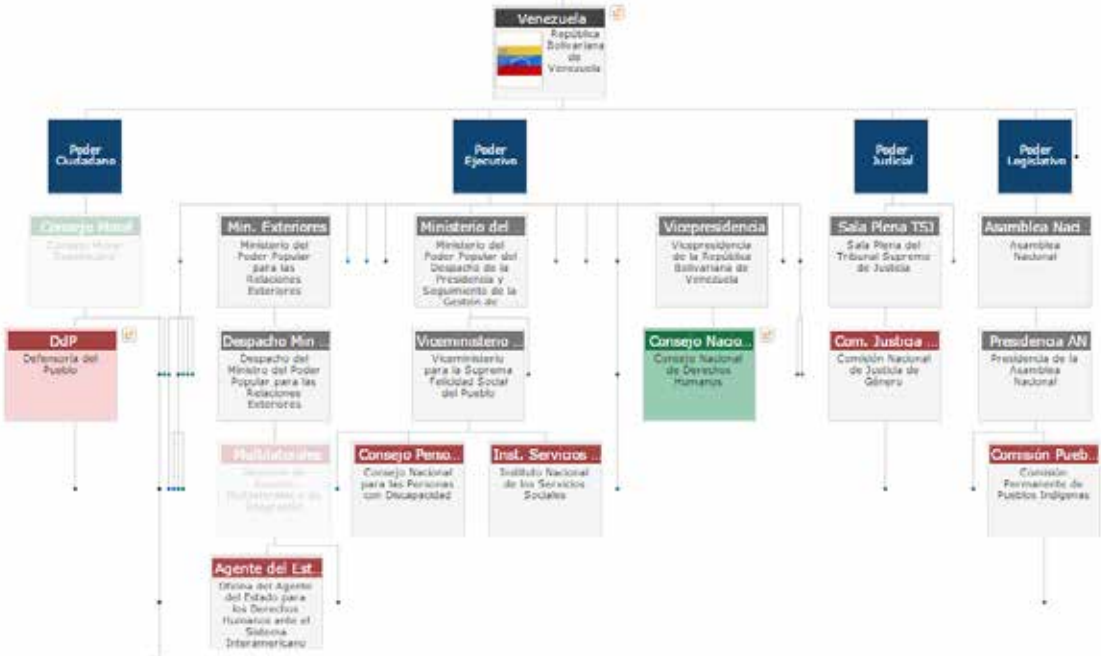 Venezuela
República
Bolivariana
de
Venezuela
Poder
Ciudadano
Poder
Ejecutivo
Poder
Judicial
Poder
Legislativo
Consejo Moral
Consejo Moral
Republicano
Min. Exteriores
Ministerio del
Poder Popular
para las
Relaciones
Exteriores
Ministerio del
Ministerio del
Poder Popular del
Despacho de la
Presidencia y
Seguimiento de la
Gestión de
Vicepresidencia
Vicepresidencia
de la República
Bolivariana de
Venezuela
Sala Plena TSJ
Sala Plena del
Tribunal Supremo
de Justicia
Asamblea Naci...
Asamblea
Nacional
DdP
Defensoría del
Pueblo
Despacho Min ...
Despacho del
Ministro del Poder
Popular para las
Relaciones
Exteriores
Viceministerio ...
Viceministerio
para la Suprema
Felicidad Social
del Pueblo
Consejo Nacio...
Consejo Nacional
de Derechos
Humanos
Com. Justicia ...
Comisión Nacional
de Justicia de
Género
Presidencia AN
Presidencia de la
Asamblea
Nacional
Multilaterales
Consejo Perso...
Consejo Nacional
para las Personas
con Discapacidad
Inst. Servicios ...
Instituto Nacional
de los Servicios
Sociales
Comisión Pueb...
Comisión
Permanente de
Pueblos Indígenas
Agente del Est...
Oficina del Agente
del Estado para
los Derechos
Humanos ante el
Sistema
Interamericano